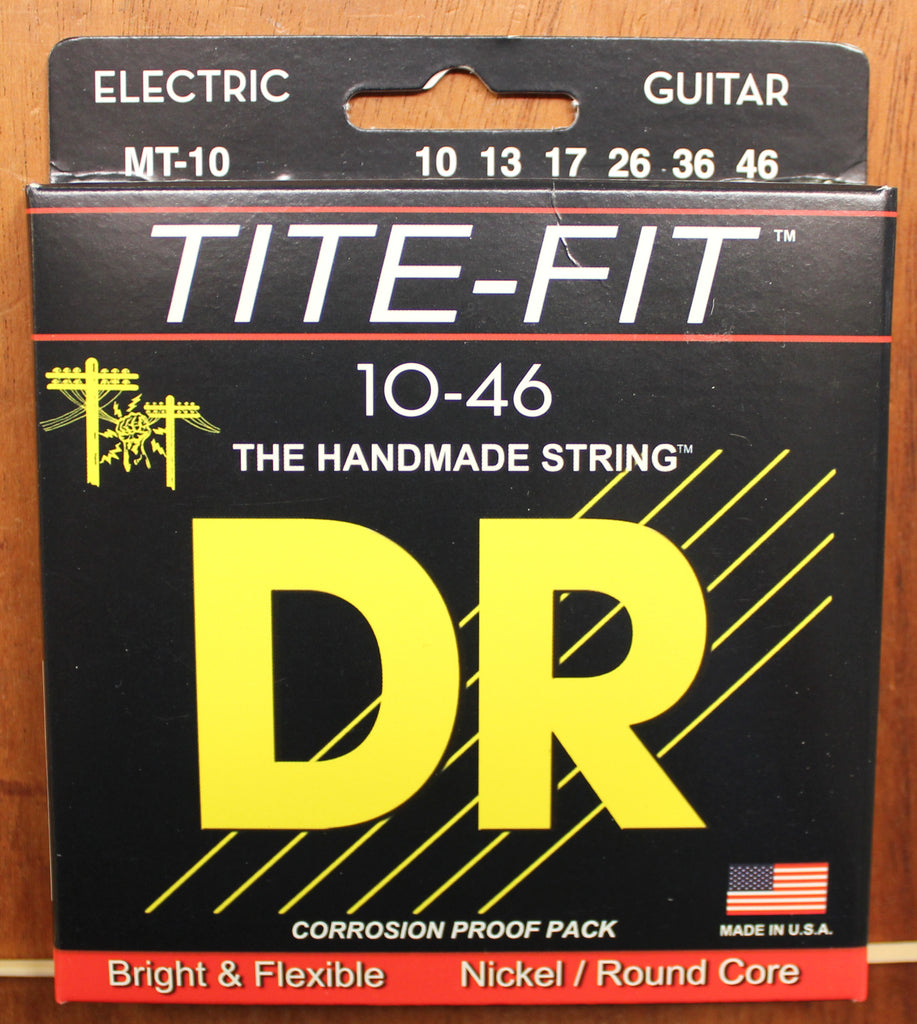 ELECTRIC GUITAR
MT-10 10 13 17 26 36 46
TITE-FIT™
10-46
THE HANDMADE STRING™
DR
CORROSION PROOF PACK
MADE IN U.S.A.
Bright & Flexible Nickel / Round Core